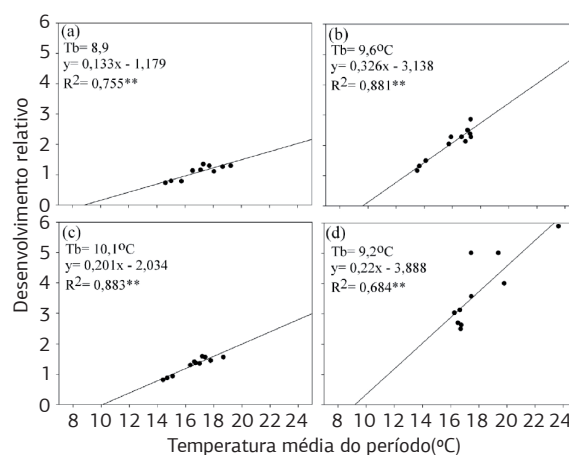 Desenvolvimento relativo
6
5
4
3
2
1
0
(a)
Tb= 8,9
y= 0,133x - 1,179
R2= 0,755**
(b)
Tb= 9,6ºC
y= 0,326x - 3,138
R2= 0,881**
6
5
4
3
2
1
0
(c)
Tb= 10,1ºC
y= 0,201x - 2,034
R2= 0,883**
(d)
Tb= 9,2ºC
y= 0,22x - 3,888
R2= 0,684**
8 10 12 14 16 18 20 22 24
8 10 12 14 16 18 20 22 24
Temperatura média do período(ºC)